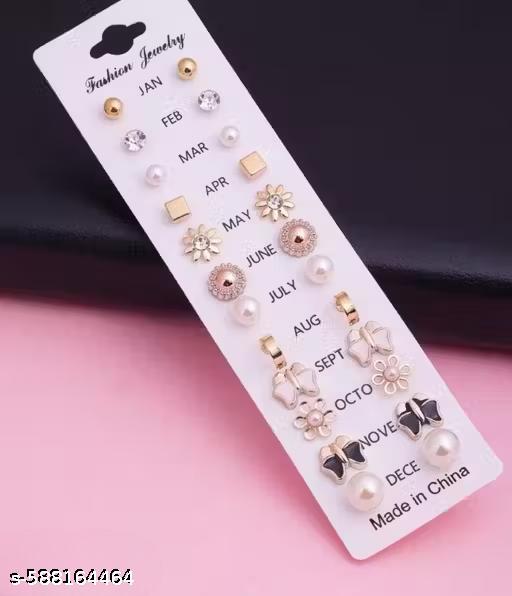 Fashion Jewelry
JAN
FEB
MAR
APR
MAY
JUNE
JULY
AUG
SEPT
OCTO
NOVE
DECE
Made in China
s-588164464